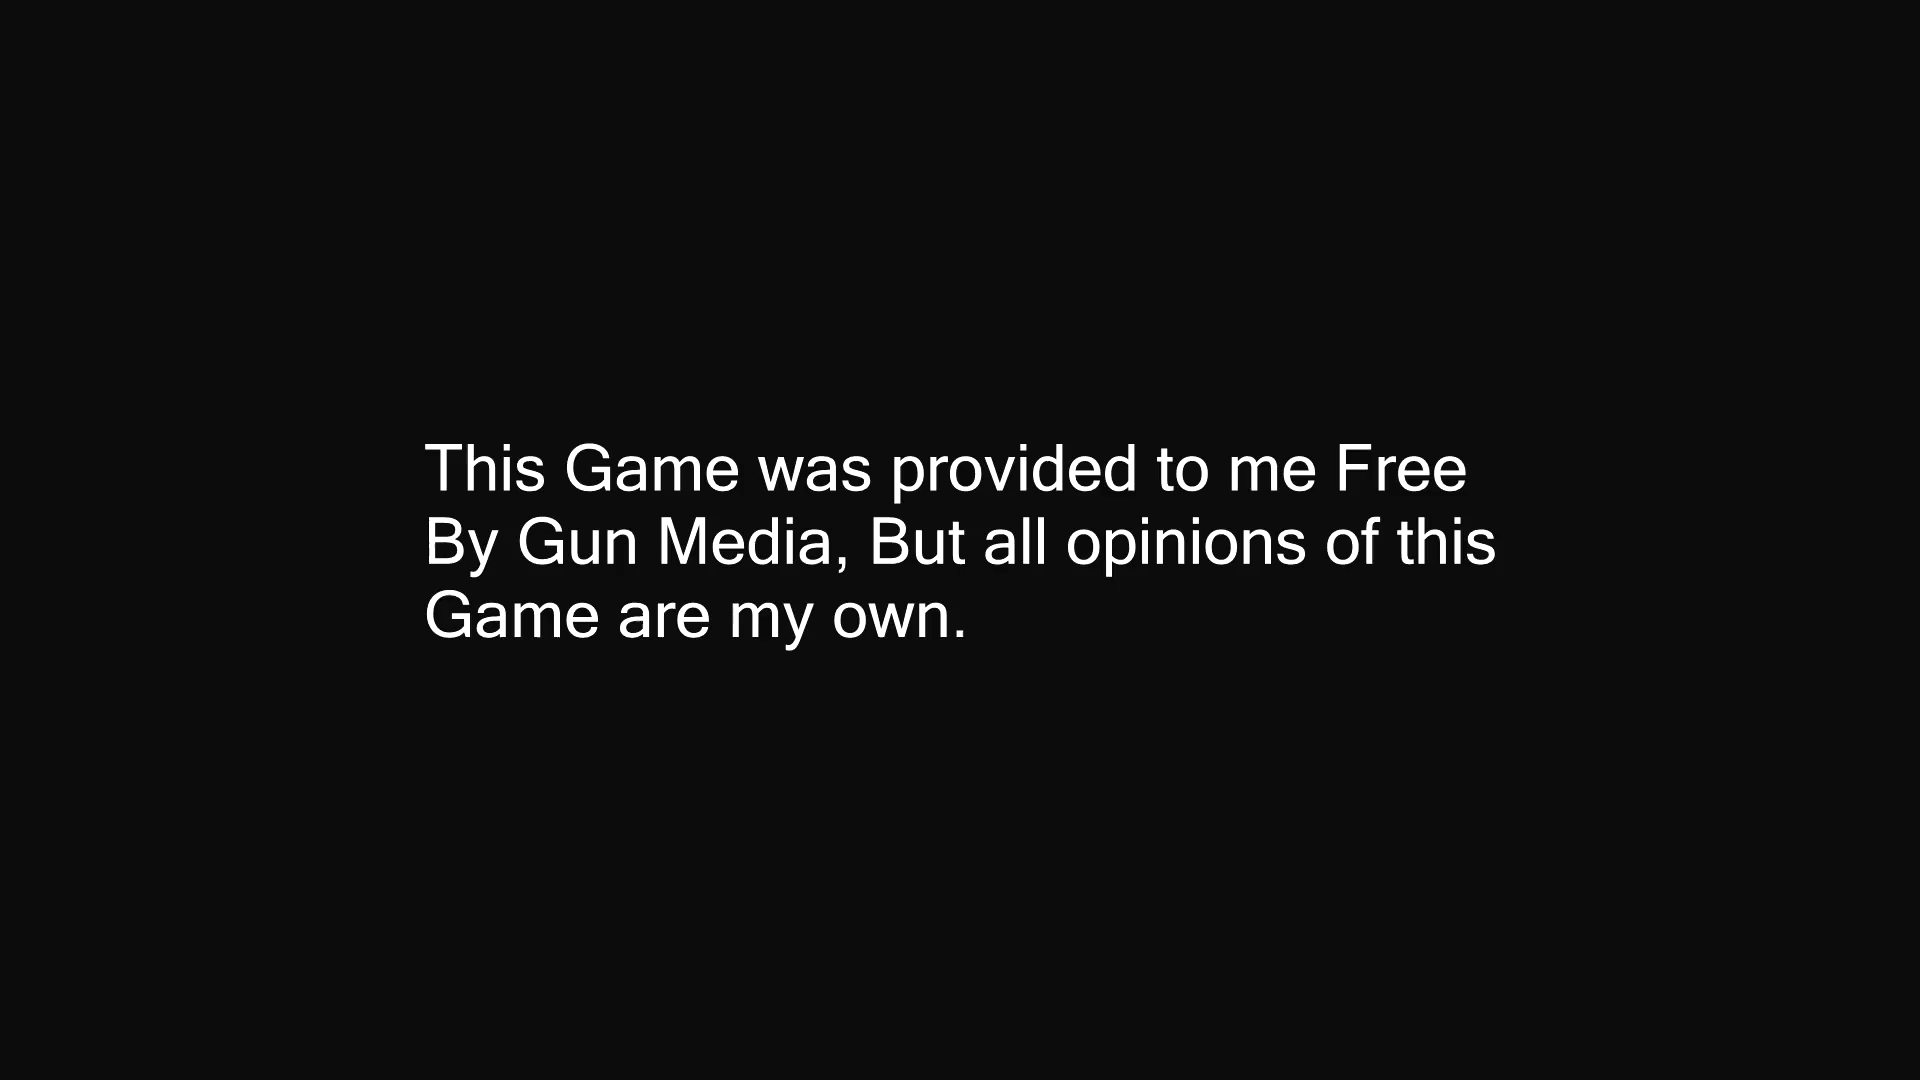 This Game was provided to me Free
By Gun Media, But all opinions of this
Game are my own.